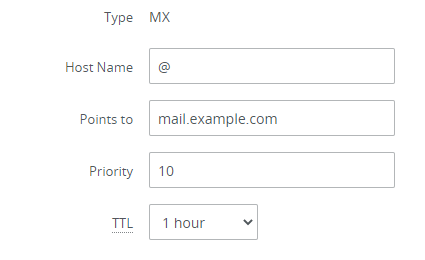 Type MX
Host Name @
Points to mail.example.com
Priority 10
TTL 1 hour